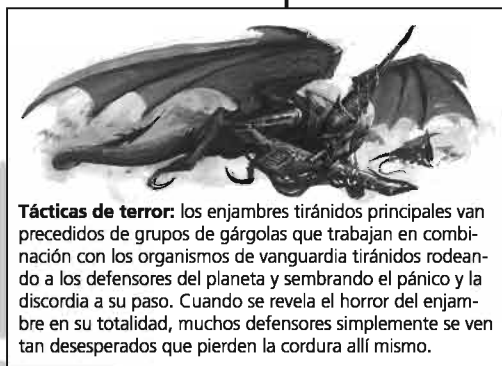 Tácticas de terror: los enjambres tiránidos principales van
precedidos de grupos de gárgolas que trabajan en combi-
nación con los organismos de vanguardia tiránidos rodean-
do a los defensores del planeta y sembrando el pánico y la
discordia a su paso. Cuando se revela el horror del enjam-
bre en su totalidad, muchos defensores simplemente se ven
tan desesperados que pierden la cordura allí mismo.